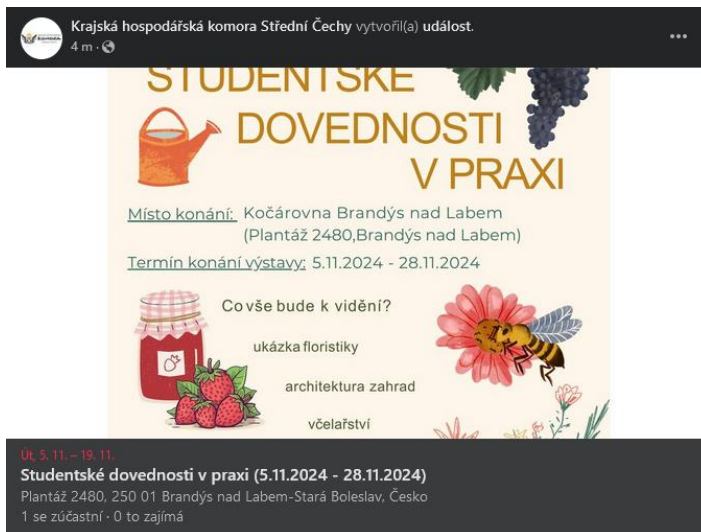 Krajská hospodářská komora Střední Čechy vytvořil(a) událost.
4 m ·
STUDENTSKÉ
DOVEDNOSTI
V PRAXI
Místo konání: Kočárovna Brandýs nad Labem
(Plantáž 2480,Brandýs nad Labem)
Termín konání výstavy: 5.11.2024 - 28.11.2024
Co vše bude k vidění?
ukázka floristiky
architektura zahrad
včelařství
Út, 5. 11. – 19. 11.
Studentské dovednosti v praxi (5.11.2024 - 28.11.2024)
Plantáž 2480, 250 01 Brandýs nad Labem-Stará Boleslav, Česko
1 se zúčastní · 0 to zajímá